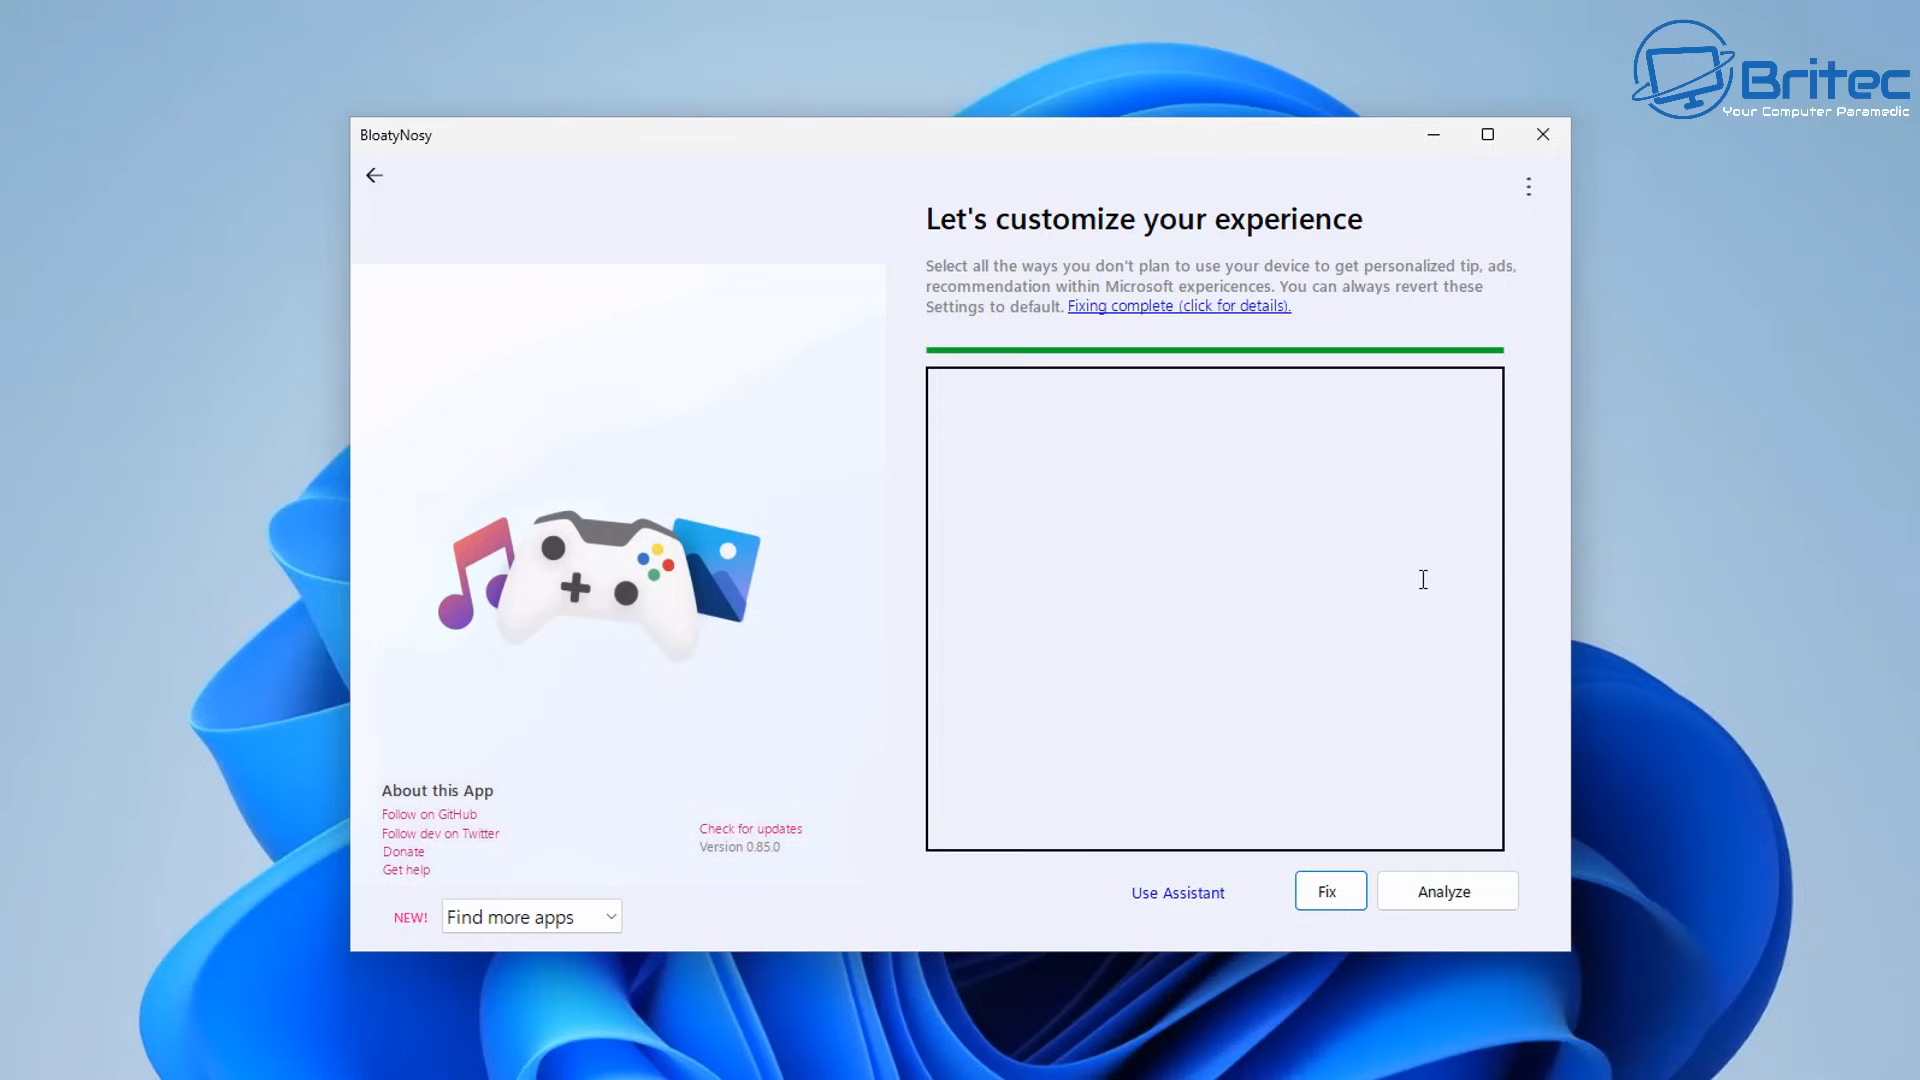 Britec
Your Computer Paramedic
BloatyNosy
Let's customize your experience
Select all the ways you don't plan to use your device to get personalized tip, ads,
recommendation within Microsoft expericences. You can always revert these
Settings to default. Fixing complete (click for details).
About this App
Follow on GitHub
Follow dev on Twitter
Donate
Get help
Check for updates
Version 0.85.0
NEW! Find more apps
Use Assistant
Fix
Analyze